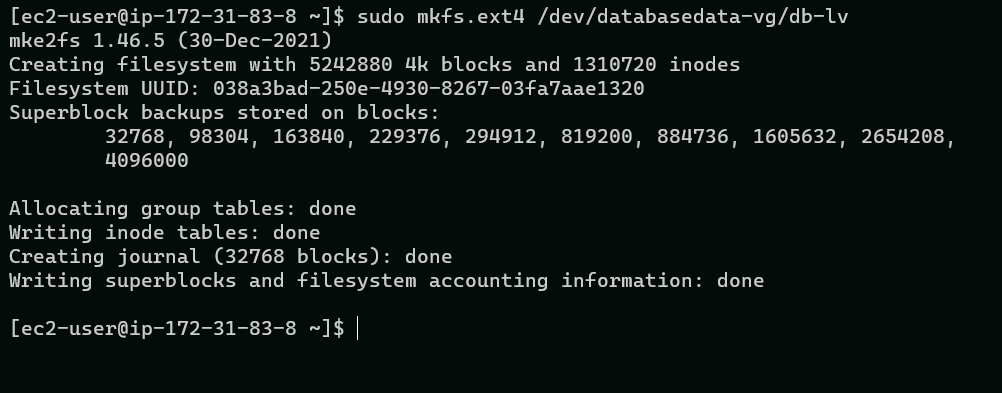 [ec2-user@ip-172-31-83-8 ~]$ sudo mkfs.ext4 /dev/databasedata-vg/db-lv
mke2fs 1.46.5 (30-Dec-2021)
Creating filesystem with 5242880 4k blocks and 1310720 inodes
Filesystem UUID: 038a3bad-250e-4930-8267-03fa7aae1320
Superblock backups stored on blocks:
32768, 98304, 163840, 229376, 294912, 819200, 884736, 1605632, 2654208,
4096000
Allocating group tables: done
Writing inode tables: done
Creating journal (32768 blocks): done
Writing superblocks and filesystem accounting information: done
[ec2-user@ip-172-31-83-8 ~]$